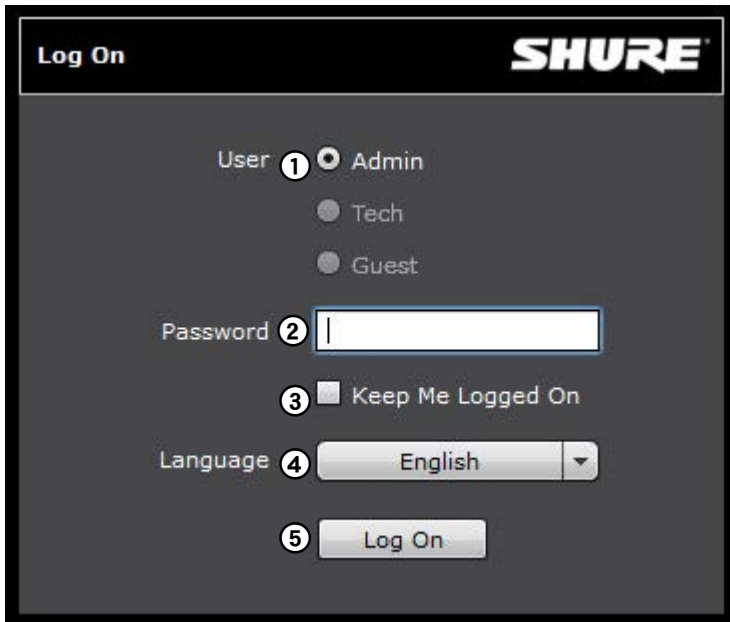 Log On SHURE
User ① Admin
Tech
Guest
Password ②
③ Keep Me Logged On
Language ④ English
⑤ Log On